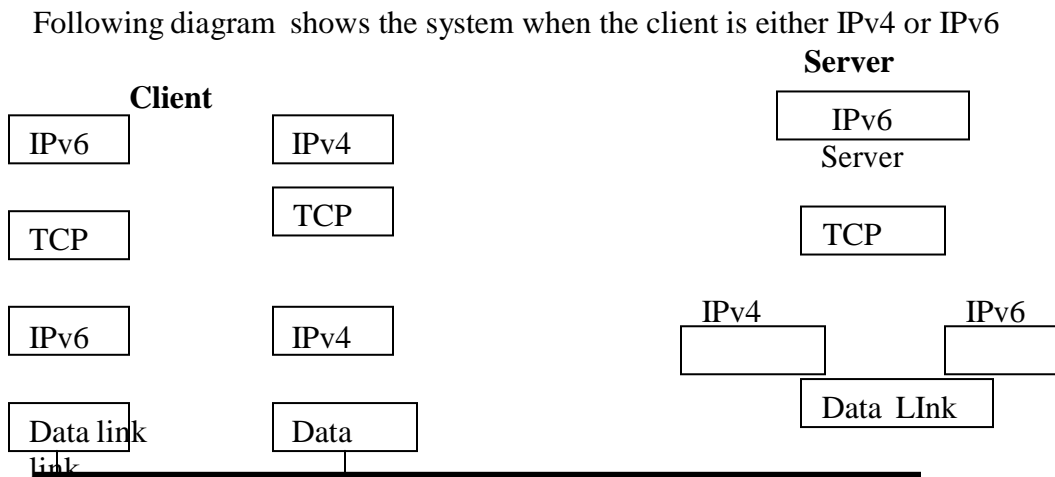 Following diagram shows the system when the client is either IPv4 or IPv6
Server
Client
IPv6 IPv4 IPv6
Server
TCP TCP TCP
IPv4 IPv6
IPv6 IPv4
Data LInk
Data link Data
link